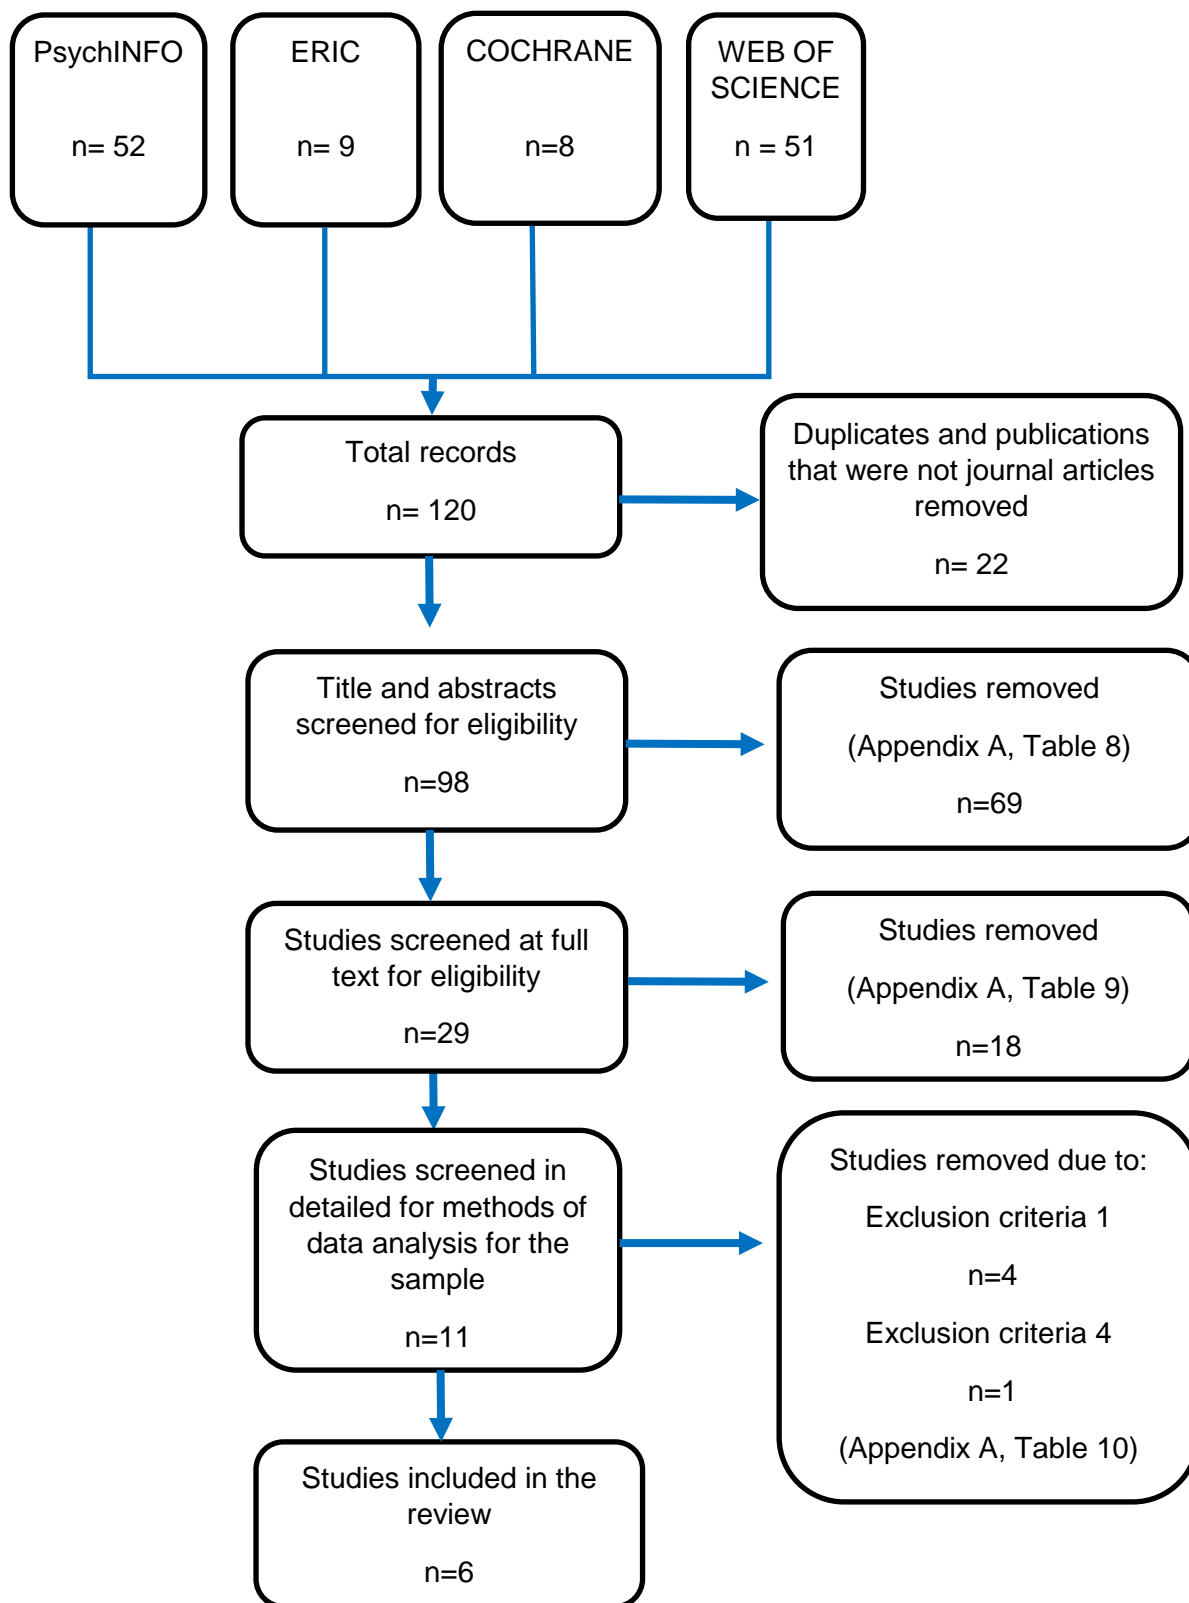 PsychINFO
n= 52
ERIC
n= 9
COCHRANE
n=8
WEB OF
SCIENCE
n = 51
Total records
n= 120
Duplicates and publications
that were not journal articles
removed
n= 22
Title and abstracts
screened for eligibility
n=98
Studies removed
(Appendix A, Table 8)
n=69
Studies screened at full
text for eligibility
n=29
Studies removed
(Appendix A, Table 9)
n=18
Studies screened in
detailed for methods of
data analysis for the
sample
n=11
Studies removed due to:
Exclusion criteria 1
n=4
Exclusion criteria 4
n=1
(Appendix A, Table 10)
Studies included in the
review
n=6